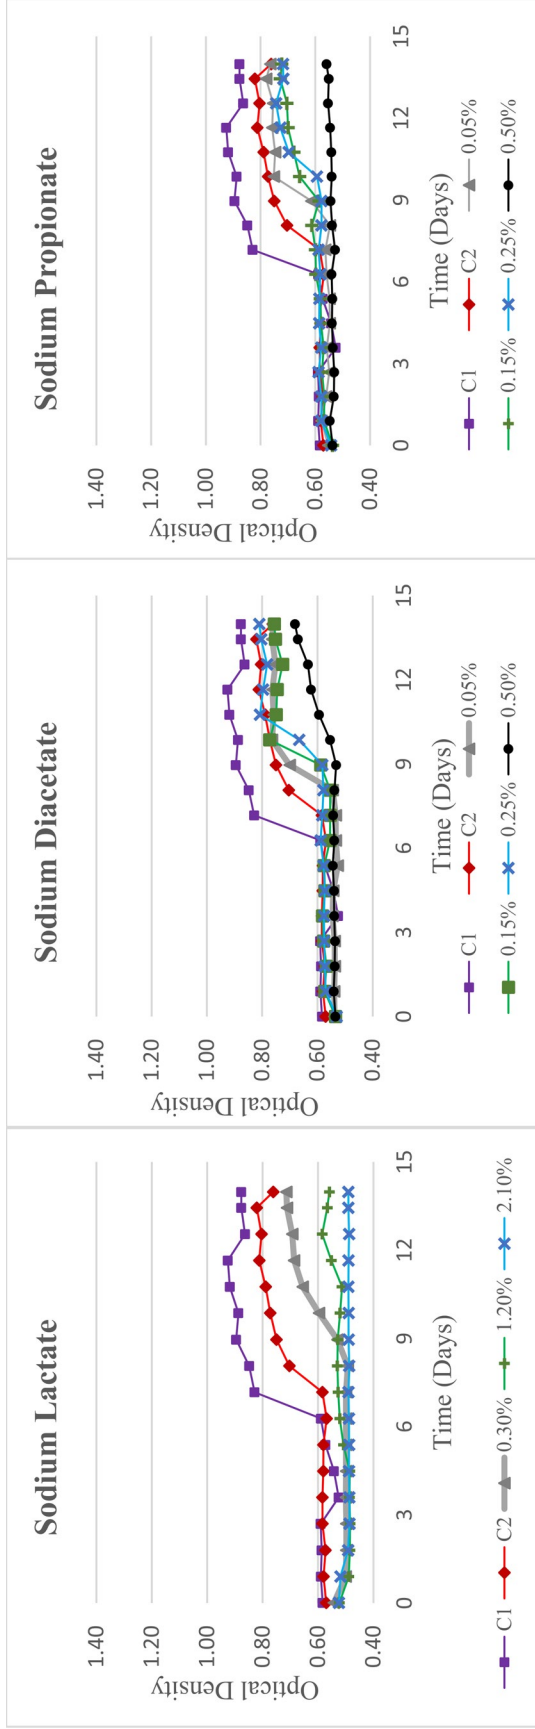 Sodium Lactate
1.40
1.20
1.00
0.80
0.60
0.40
Optical Density
0 3 6 9 12 15
Time (Days)
C1 C2 0.30% 1.20% 2.10%
Sodium Diacetate
1.40
1.20
1.00
0.80
0.60
0.40
Optical Density
0 3 6 9 12 15
Time (Days)
C1 C2 0.05%
0.15% 0.25% 0.50%
Sodium Propionate
1.40
1.20
1.00
0.80
0.60
0.40
Optical Density
0 3 6 9 12 15
Time (Days)
C1 C2 0.05%
0.15% 0.25% 0.50%